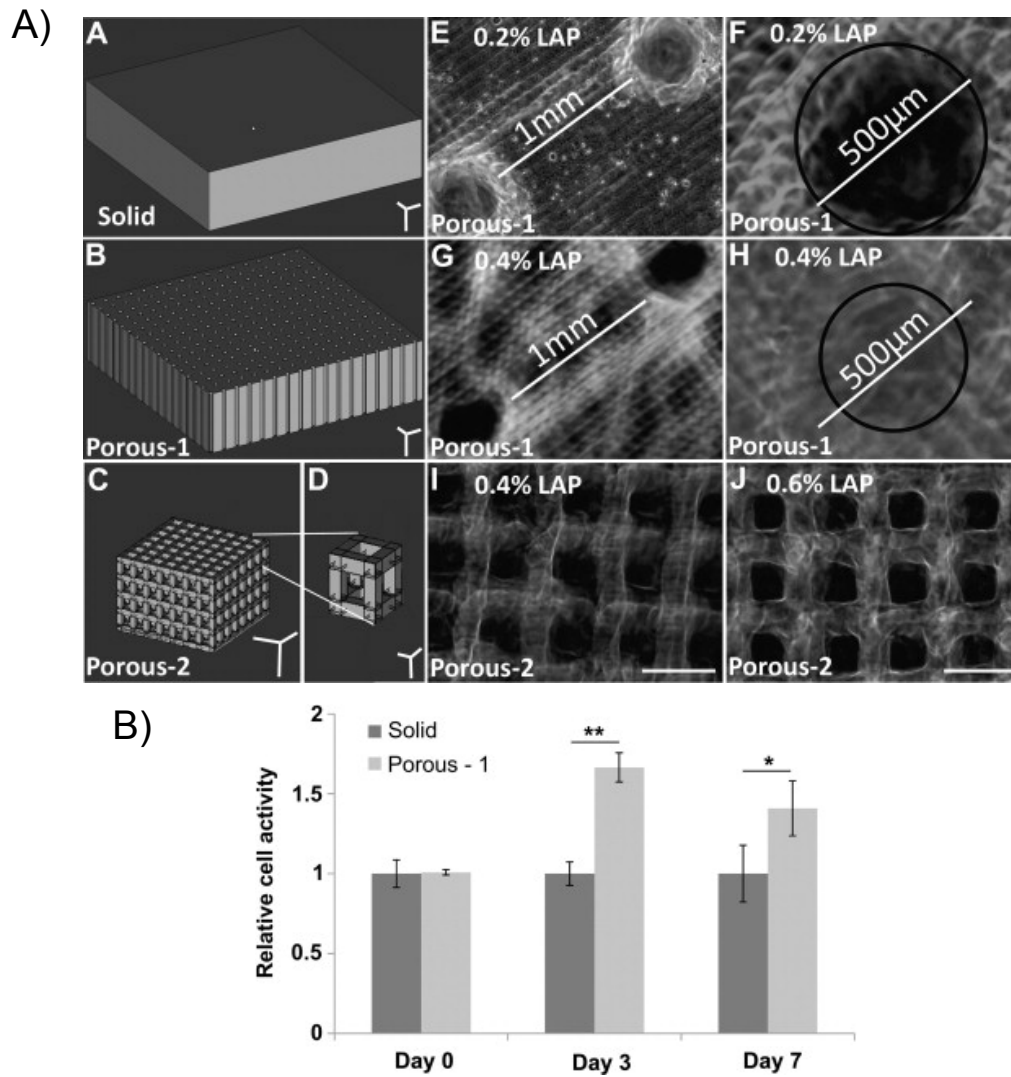 A)
A
Solid
E 0.2% LAP
1mm
Porous-1
F 0.2% LAP
500µm
Porous-1
B
Porous-1
G 0.4% LAP
1mm
Porous-1
H 0.4% LAP
500µm
Porous-1
C
Porous-2
D
I 0.4% LAP
Porous-2
J 0.6% LAP
Porous-2
B)
Relative cell activity
2
1.5
1
0.5
0
Solid
Porous - 1
**
*
Day 0 Day 3 Day 7